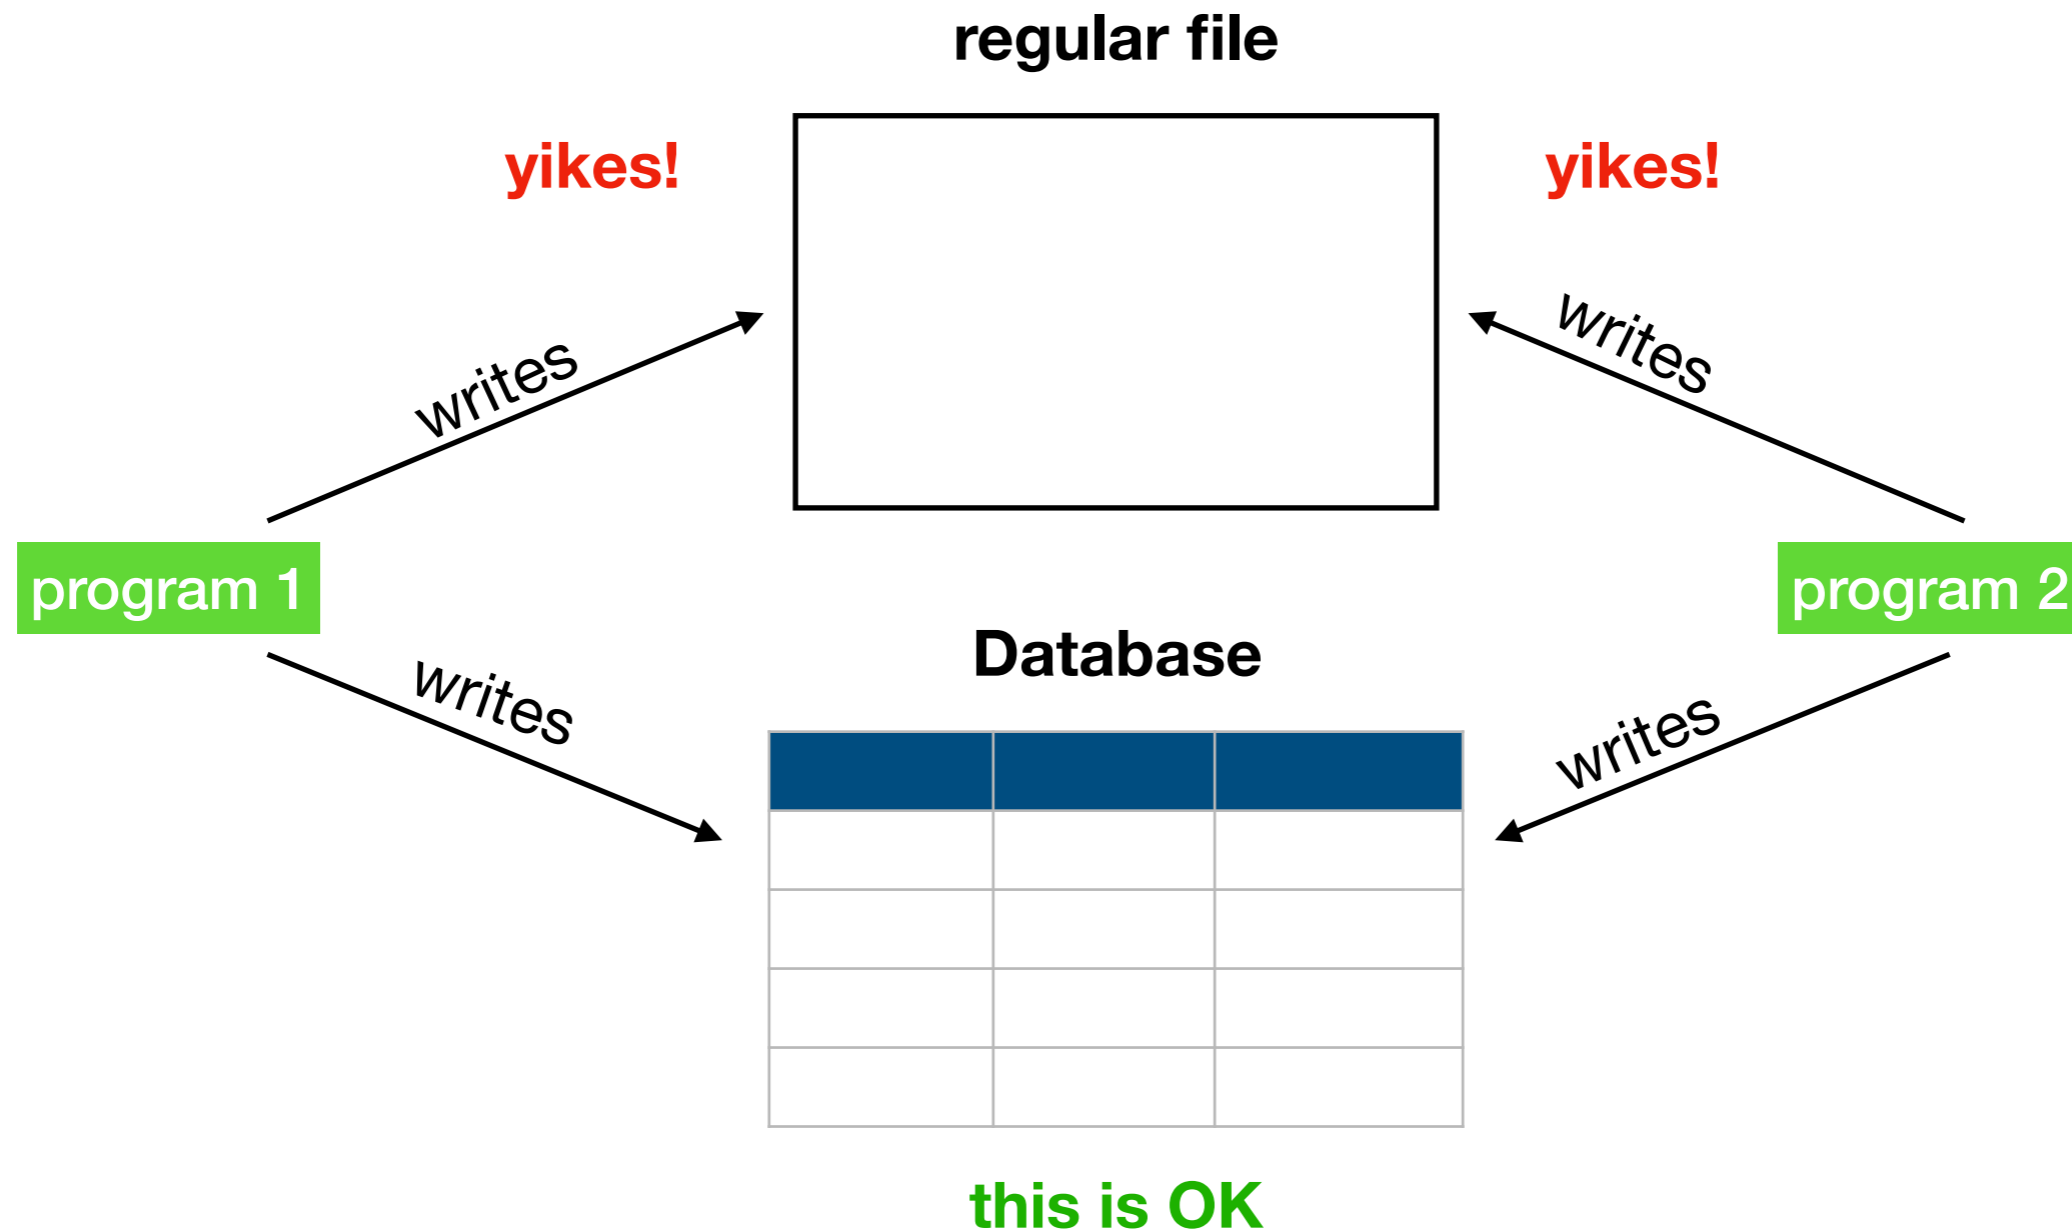 regular file
yikes!
yikes!
writes
writes
program 1
program 2
Database
writes
writes
this is OK